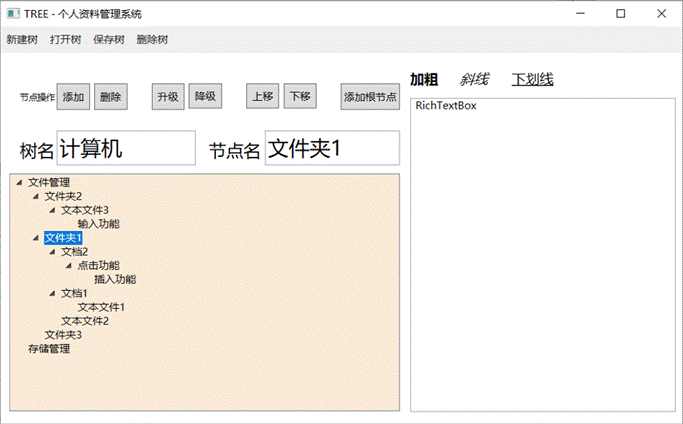 TREE - 个人资料管理系统
新建树 打开树 保存树 删除树
节点操作 添加 删除 升级 降级 上移 下移 添加根节点
树名 计算机 节点名 文件夹1
文件管理
文件夹2
文本文件3
输入功能
文件夹1
文档2
点击功能
插入功能
文档1
文本文件1
文本文件2
文件夹3
存储管理
加粗 斜线 下划线
RichTextBox